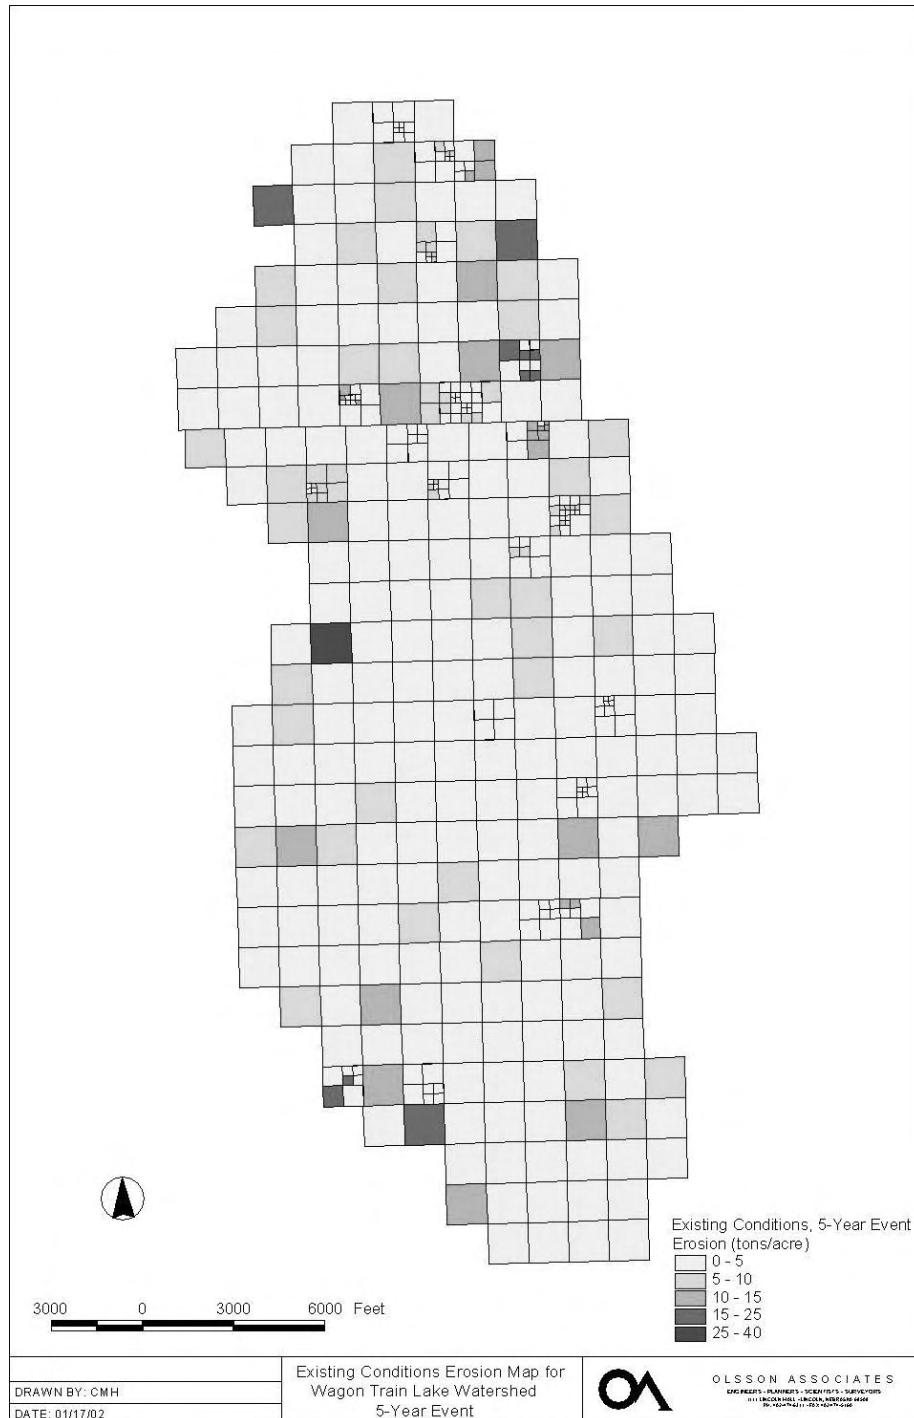 Existing Conditions, 5-Year Event
Erosion (tons/acre)
0 - 5
5 - 10
10 - 15
15 - 25
25 - 40
3000 0 3000 6000 Feet
DRAWN BY: CMH
DATE: 01/17/02
Existing Conditions Erosion Map for
Wagon Train Lake Watershed
5-Year Event
OA
OLSSON ASSOCIATES
ENGINEERS - PLANNERS - SCIENTISTS - SURVEYORS